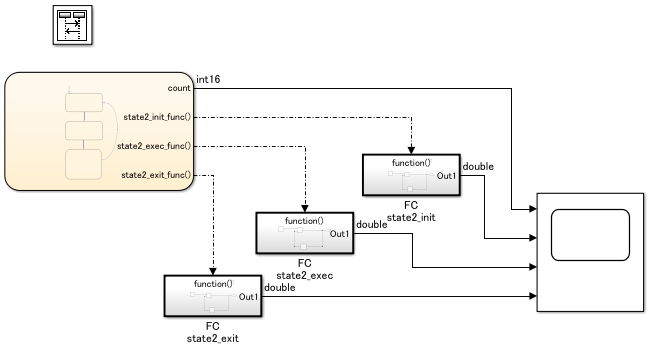 int16
count
state2_init_func()
state2_exec_func()
state2_exit_func()
function()
Out1
double
FC
state2_init
function()
Out1
double
FC
state2_exec
function()
Out1
double
FC
state2_exit